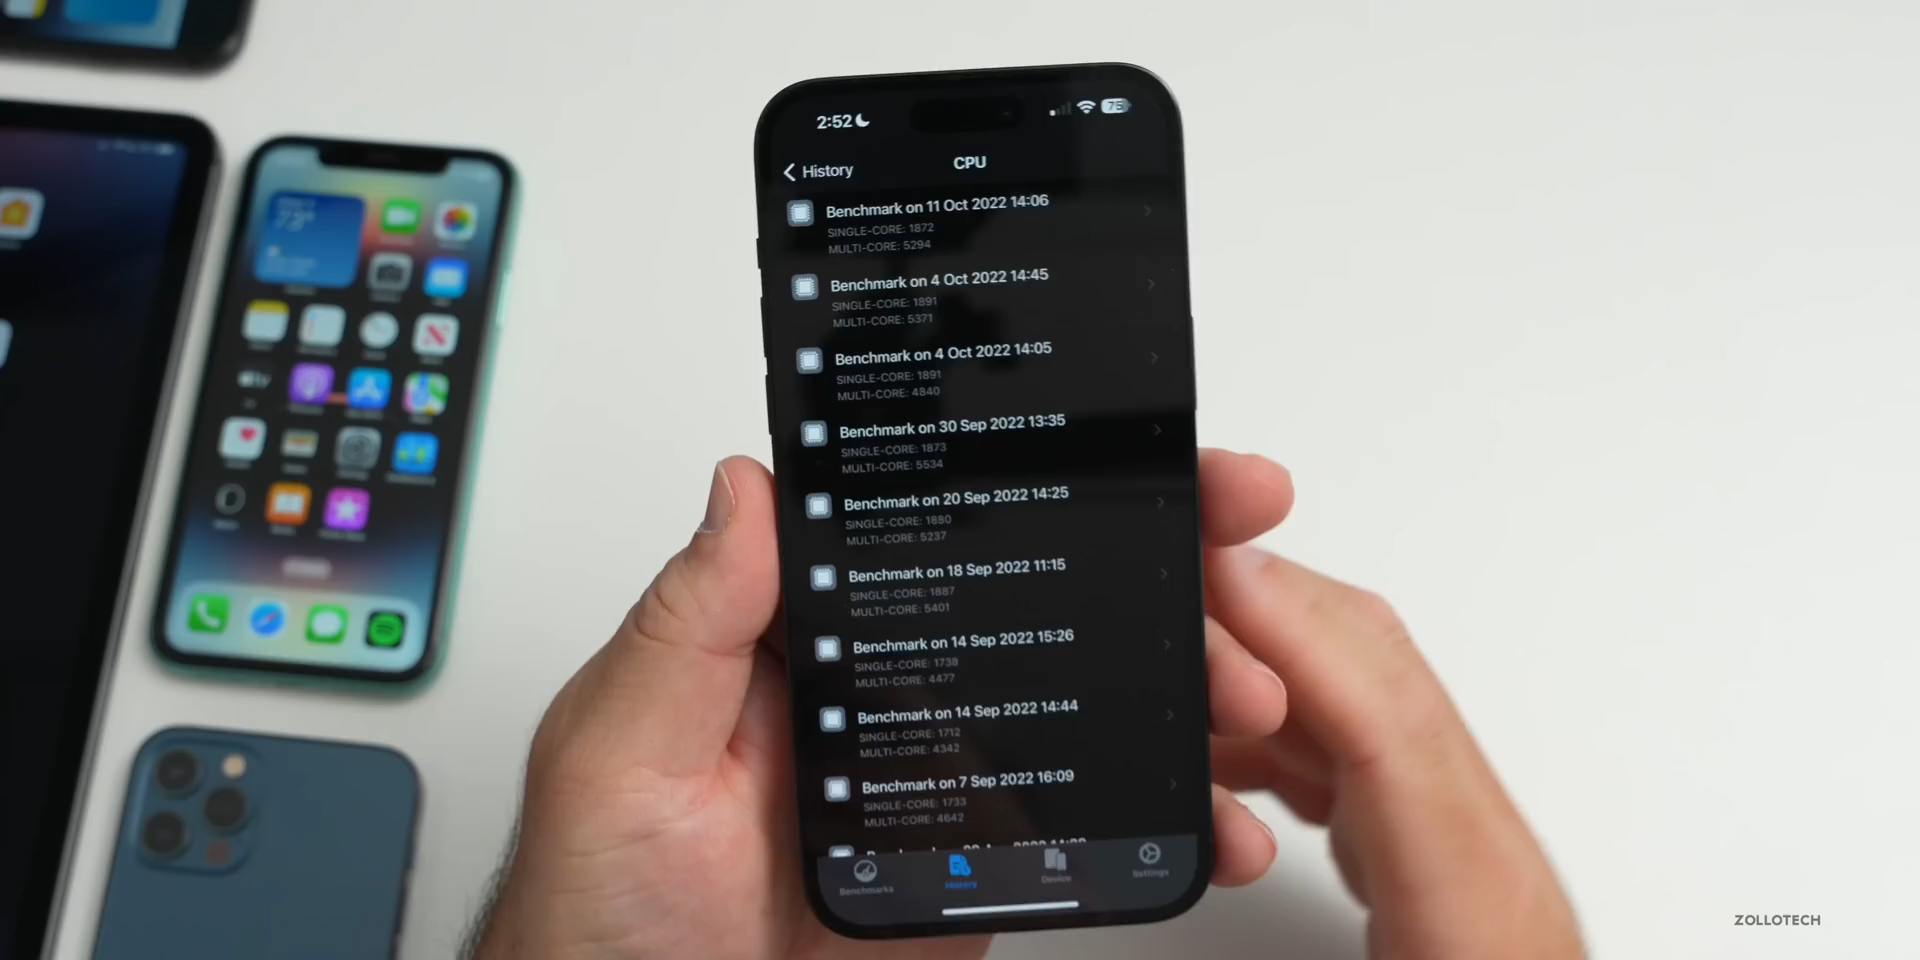 2:52
75
History
CPU
Benchmark on 11 Oct 2022 14:06
SINGLE-CORE: 1872
MULTI-CORE: 5294
Benchmark on 4 Oct 2022 14:45
SINGLE-CORE: 1891
MULTI-CORE: 5371
Benchmark on 4 Oct 2022 14:05
SINGLE-CORE: 1891
MULTI-CORE: 4840
Benchmark on 30 Sep 2022 13:35
SINGLE-CORE: 1873
MULTI-CORE: 5534
Benchmark on 20 Sep 2022 14:25
SINGLE-CORE: 1880
MULTI-CORE: 5237
Benchmark on 18 Sep 2022 11:15
SINGLE-CORE: 1887
MULTI-CORE: 5401
Benchmark on 14 Sep 2022 15:26
SINGLE-CORE: 1738
MULTI-CORE: 4477
Benchmark on 14 Sep 2022 14:44
SINGLE-CORE: 1712
MULTI-CORE: 4342
Benchmark on 7 Sep 2022 16:09
SINGLE-CORE: 1733
MULTI-CORE: 4642
Benchmarks
History
Device
Settings
ZOLLOTECH